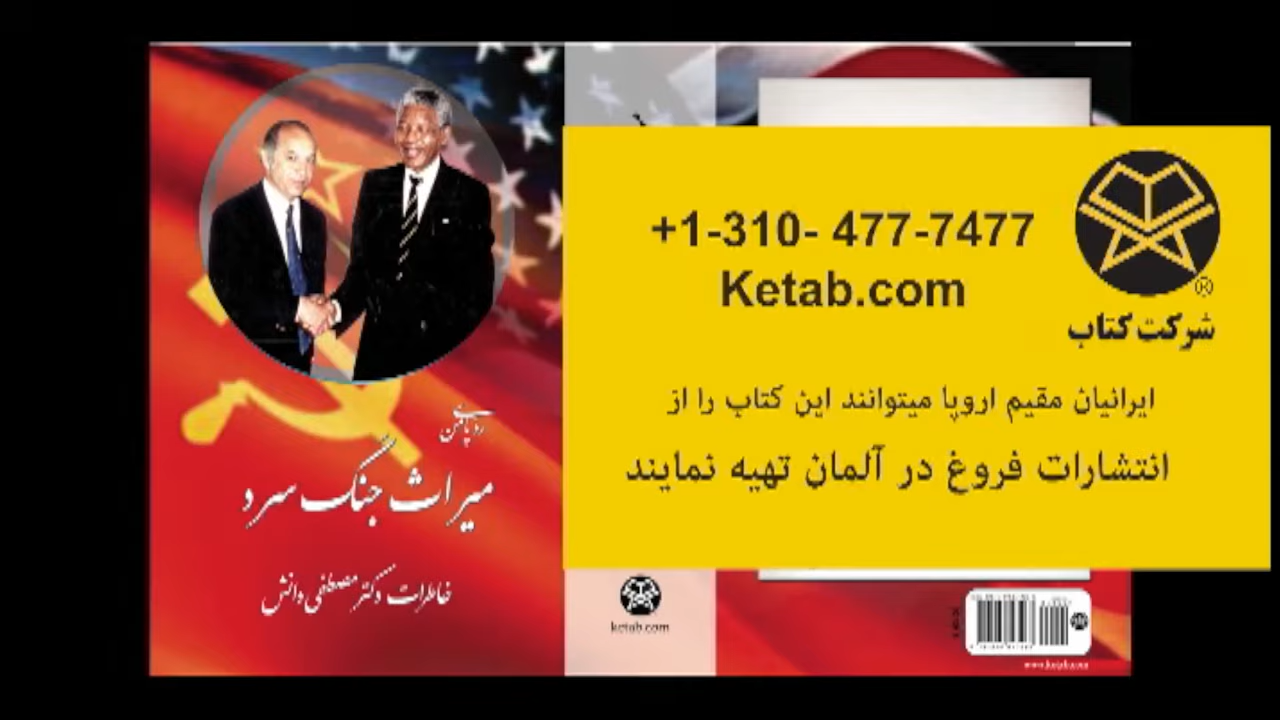 +1-310- 477-7477
Ketab.com
®
شرکت کتاب
ایرانیان مقیم اروپا میتوانند این کتاب را از
انتشارات فروغ در آلمان تهیه نمایند
میراث جنگ سرد
خاطرات دکتر مصطفی دانش
ketab.com